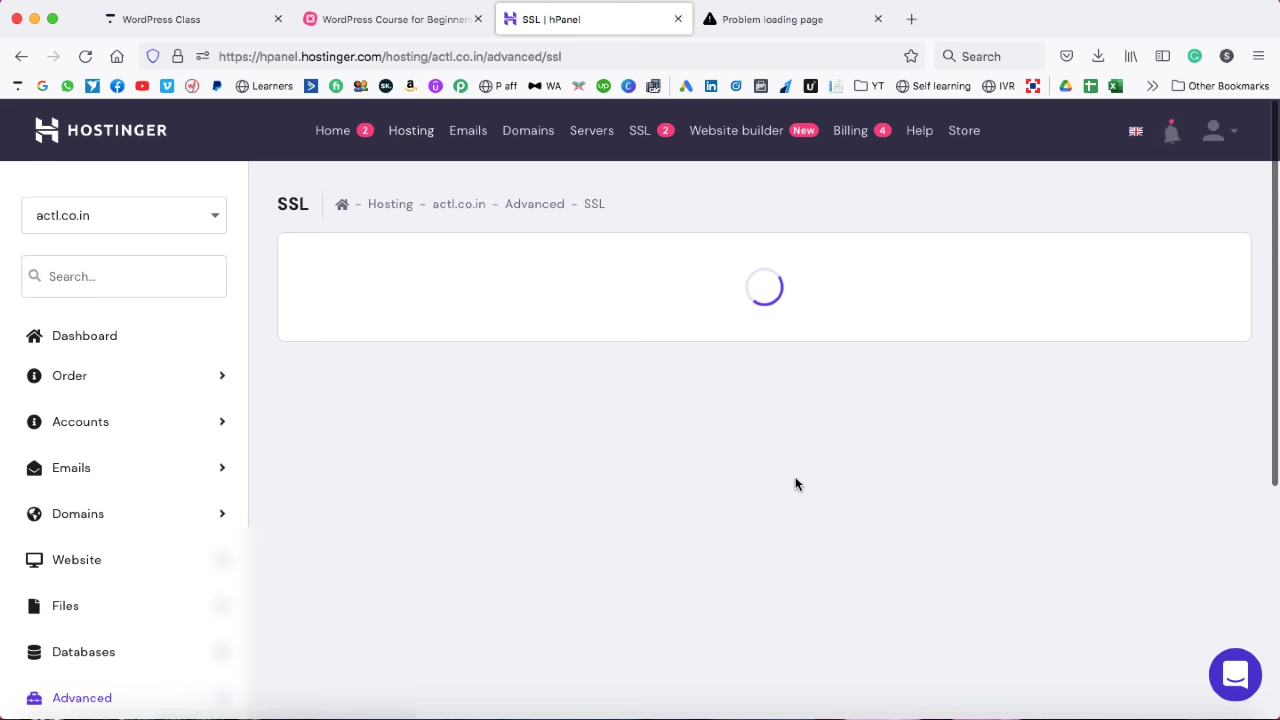 WordPress Class
WordPress Course for Beginners
SSL | hPanel
Problem loading page
https://hpanel.hostinger.com/hosting/actl.co.in/advanced/ssl
Search
S
Learners
P aff
WA
YT
Self learning
IVR
Other Bookmarks
HOSTINGER
Home 2
Hosting
Emails
Domains
Servers
SSL 2
Website builder New
Billing 4
Help
Store
actl.co.in
SSL
- Hosting - actl.co.in - Advanced - SSL
Search...
Dashboard
Order
Accounts
Emails
Domains
Website
Files
Databases
Advanced